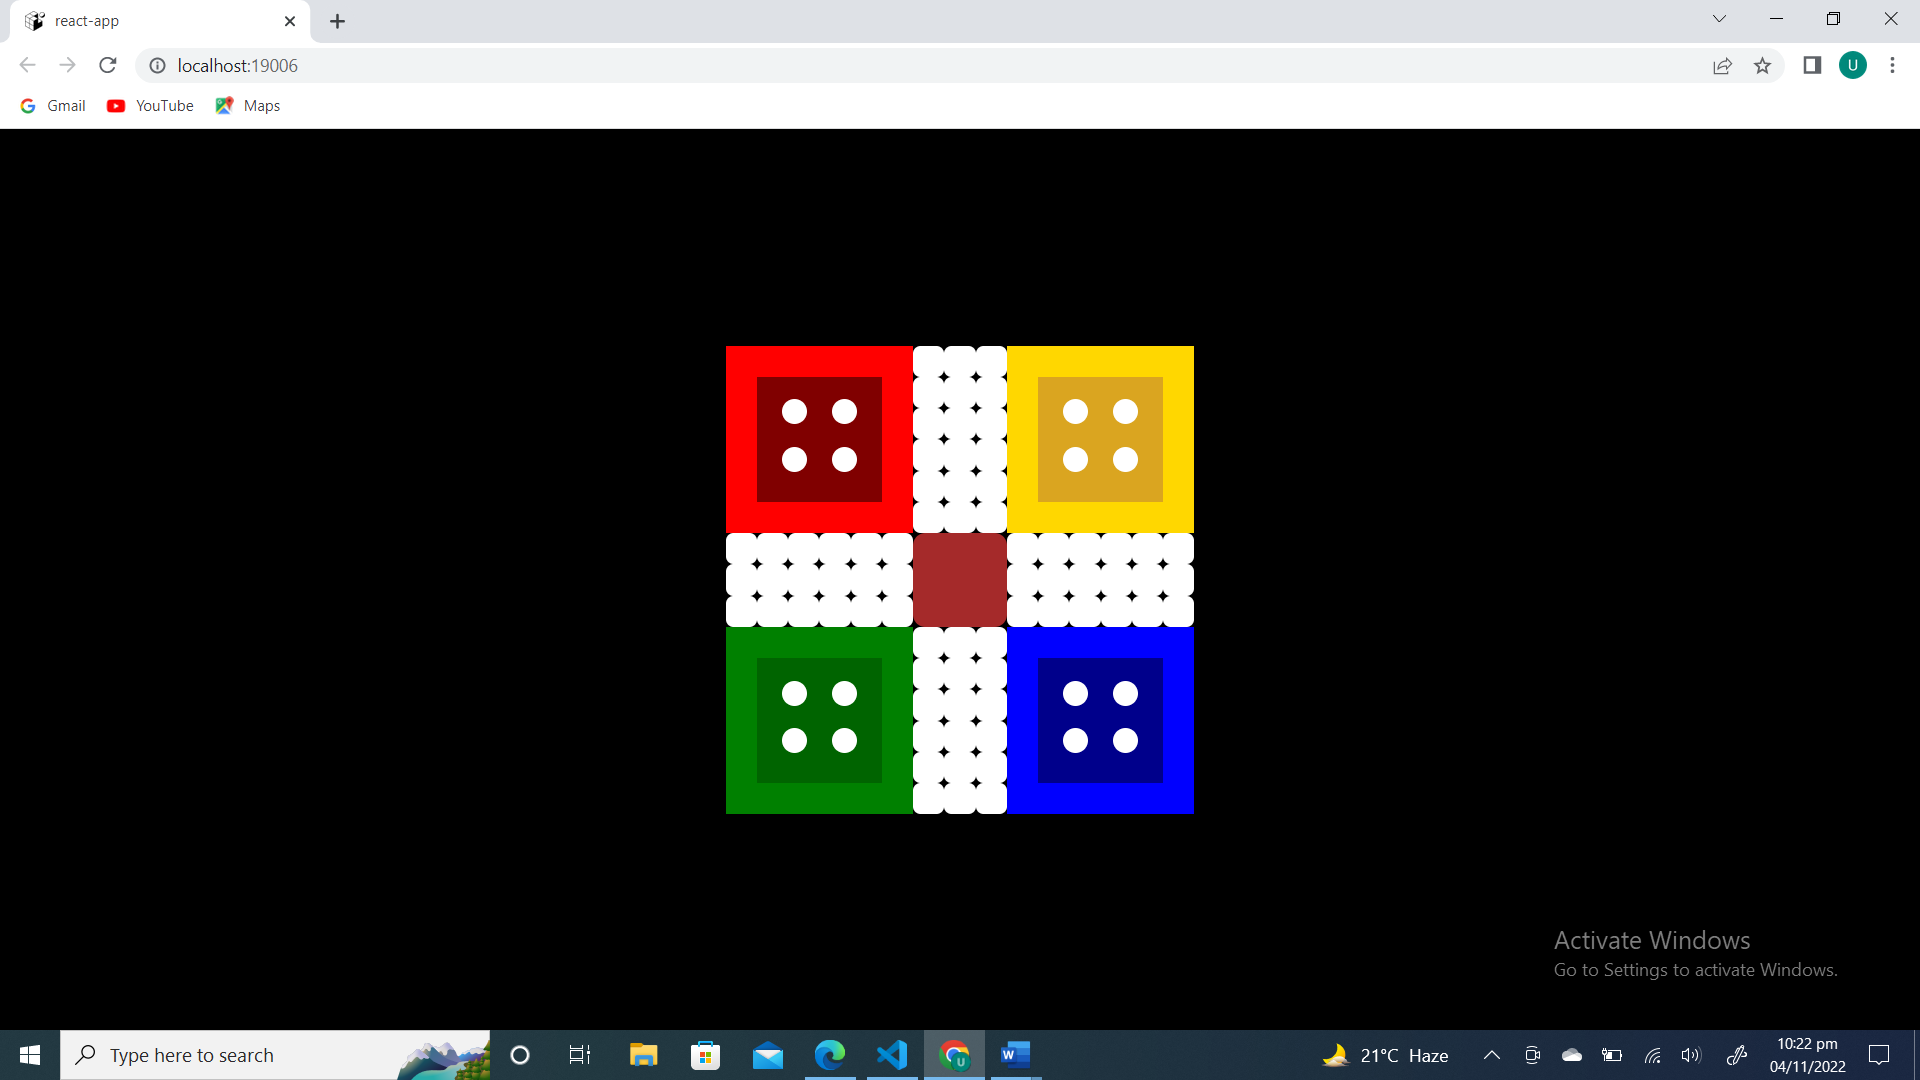 react-app
localhost:19006
U
Gmail
YouTube
Maps
Activate Windows
Go to Settings to activate Windows.
Type here to search
U
W
21°C Haze
10:22 pm
04/11/2022